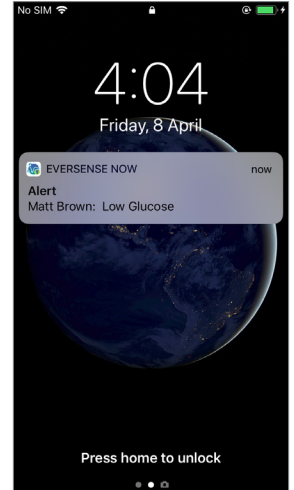 No SIM
4:04
Friday, 8 April
EVERSENSE NOW now
Alert
Matt Brown: Low Glucose
Press home to unlock